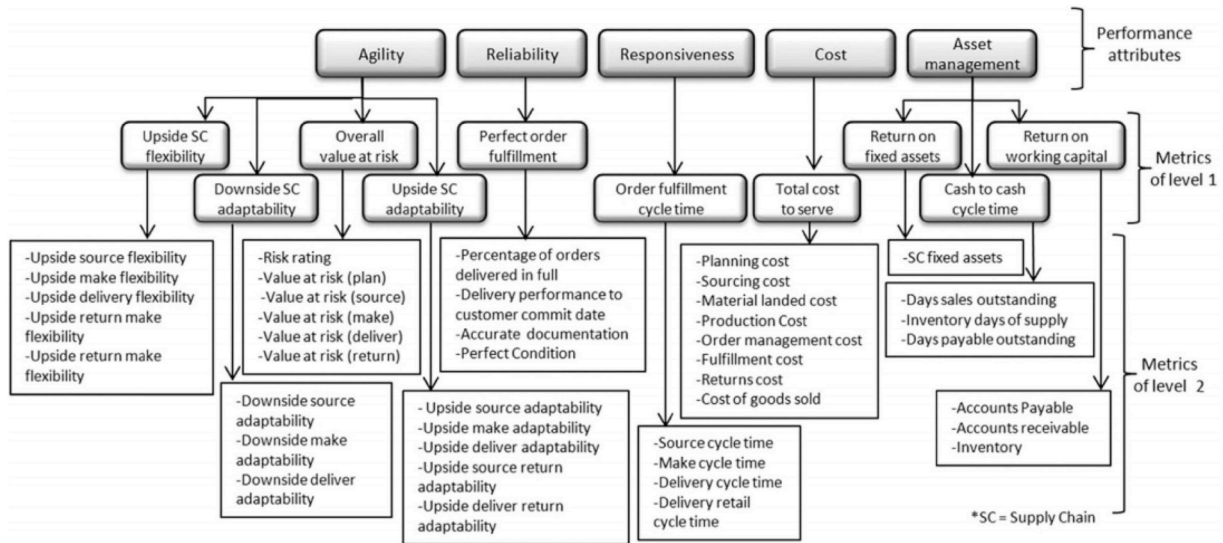 Agility
Reliability
Responsiveness
Cost
Asset
management
Performance
attributes
Upside SC
flexibility
Overall
value at risk
Perfect order
fulfillment
Return on
fixed assets
Return on
working capital
Metrics
of level 1
Downside SC
adaptability
Upside SC
adaptability
Order fulfillment
cycle time
Total cost
to serve
Cash to cash
cycle time
-Upside source flexibility
-Upside make flexibility
-Upside delivery flexibility
-Upside return make
flexibility
-Upside return make
flexibility
-Risk rating
-Value at risk (plan)
-Value at risk (source)
-Value at risk (make)
-Value at risk (deliver)
-Value at risk (return)
-Percentage of orders
delivered in full
-Delivery performance to
customer commit date
-Accurate documentation
-Perfect Condition
-Planning cost
-Sourcing cost
-Material landed cost
-Production Cost
-Order management cost
-Fulfillment cost
-Returns cost
-Cost of goods sold
-SC fixed assets
-Days sales outstanding
-Inventory days of supply
-Days payable outstanding
Metrics
of level 2
-Downside source
adaptability
-Downside make
adaptability
-Downside deliver
adaptability
- Upside source adaptability
-Upside make adaptability
-Upside deliver adaptability
-Upside source return
adaptability
-Upside deliver return
adaptability
-Source cycle time
-Make cycle time
-Delivery cycle time
-Delivery retail
cycle time
-Accounts Payable
-Accounts receivable
-Inventory
*SC = Supply Chain